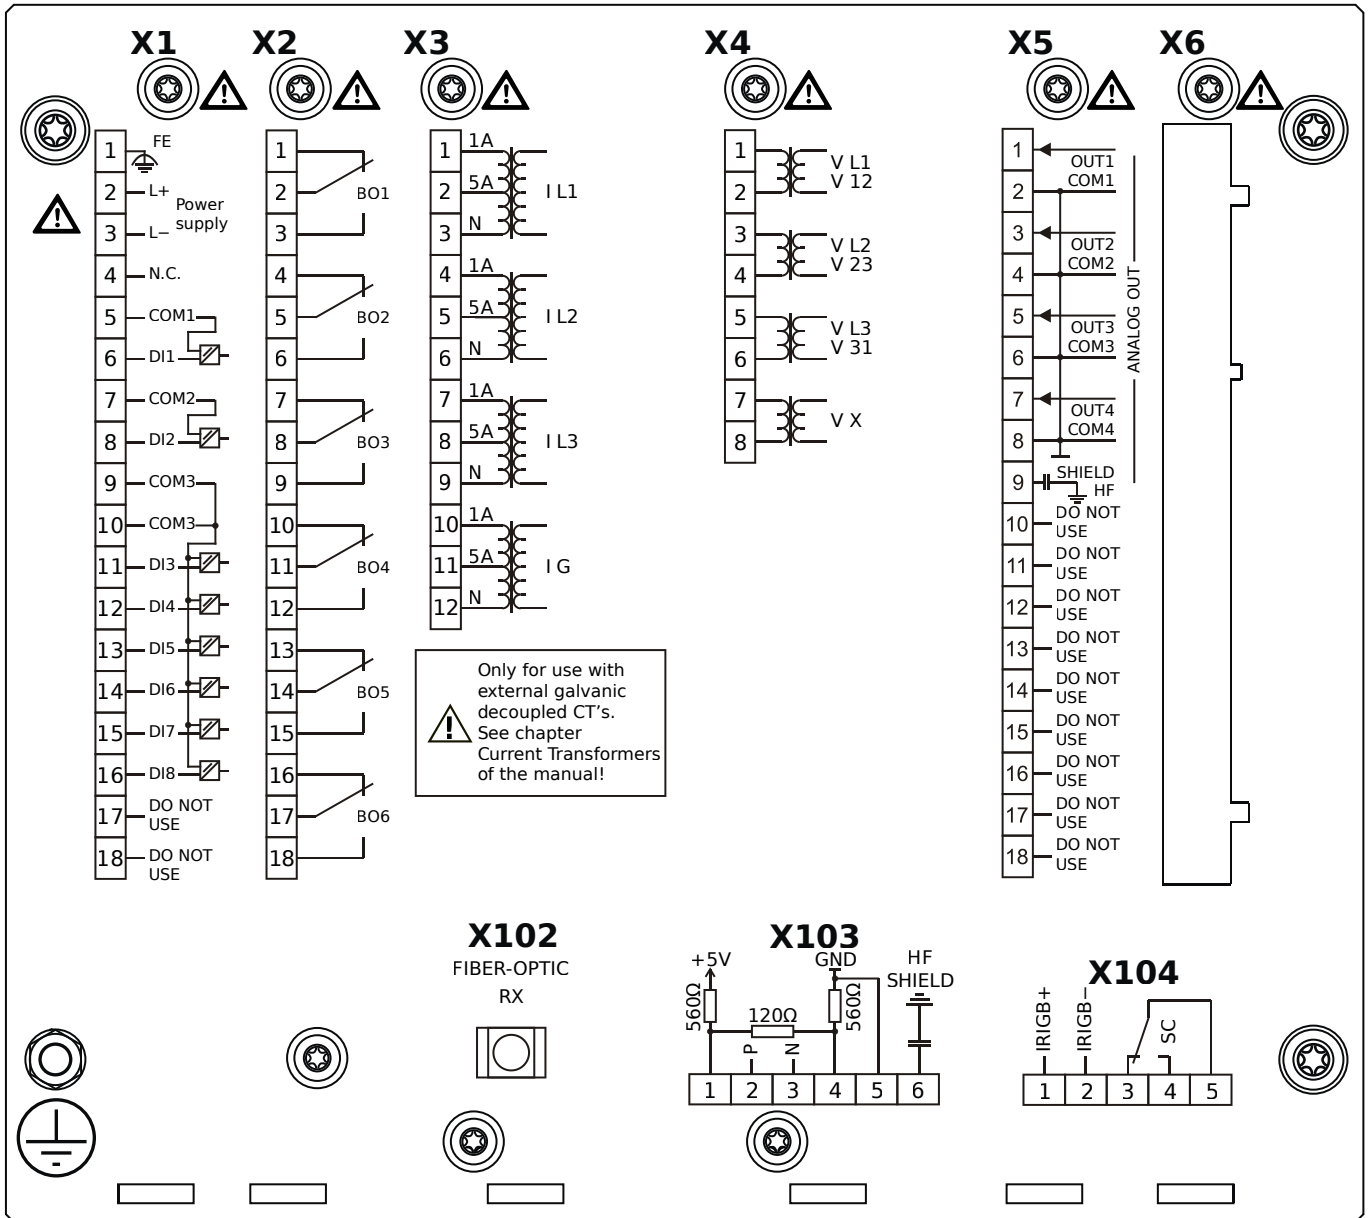 X1
X2
X3
X4
X5
X6
1 FE
2 L+
Power
supply
3 L−
4 N.C.
5 COM1
6 DI1
7 COM2
8 DI2
9 COM3
10 COM3
11 DI3
12 DI4
13 DI5
14 DI6
15 DI7
16 DI8
17 DO NOT
USE
18 DO NOT
USE
1
2 BO1
3
4
5 BO2
6
7
8 BO3
9
10
11 BO4
12
13
14 BO5
15
16
17 BO6
18
1 1A
2 5A I L1
3 N
4 1A
5 5A I L2
6 N
7 1A
8 5A I L3
9 N
10 1A
11 5A I G
12 N
Only for use with
external galvanic
decoupled CT's.
See chapter
Current Transformers
of the manual!
1 V L1
2 V 12
3 V L2
4 V 23
5 V L3
6 V 31
7 V X
8
1 OUT1
2 COM1
3 OUT2
4 COM2
5 OUT3
6 COM3
7 OUT4
8 COM4
ANALOG OUT
9 SHIELD
HF
10 DO NOT
USE
11 DO NOT
USE
12 DO NOT
USE
13 DO NOT
USE
14 DO NOT
USE
15 DO NOT
USE
16 DO NOT
USE
17 DO NOT
USE
18 DO NOT
USE
X102
FIBER-OPTIC
RX
X103
+5V
GND
HF
SHIELD
560Ω
120Ω
560Ω
P
N
1 2 3 4 5 6
X104
IRIGB+
IRIGB−
SC
1 2 3 4 5